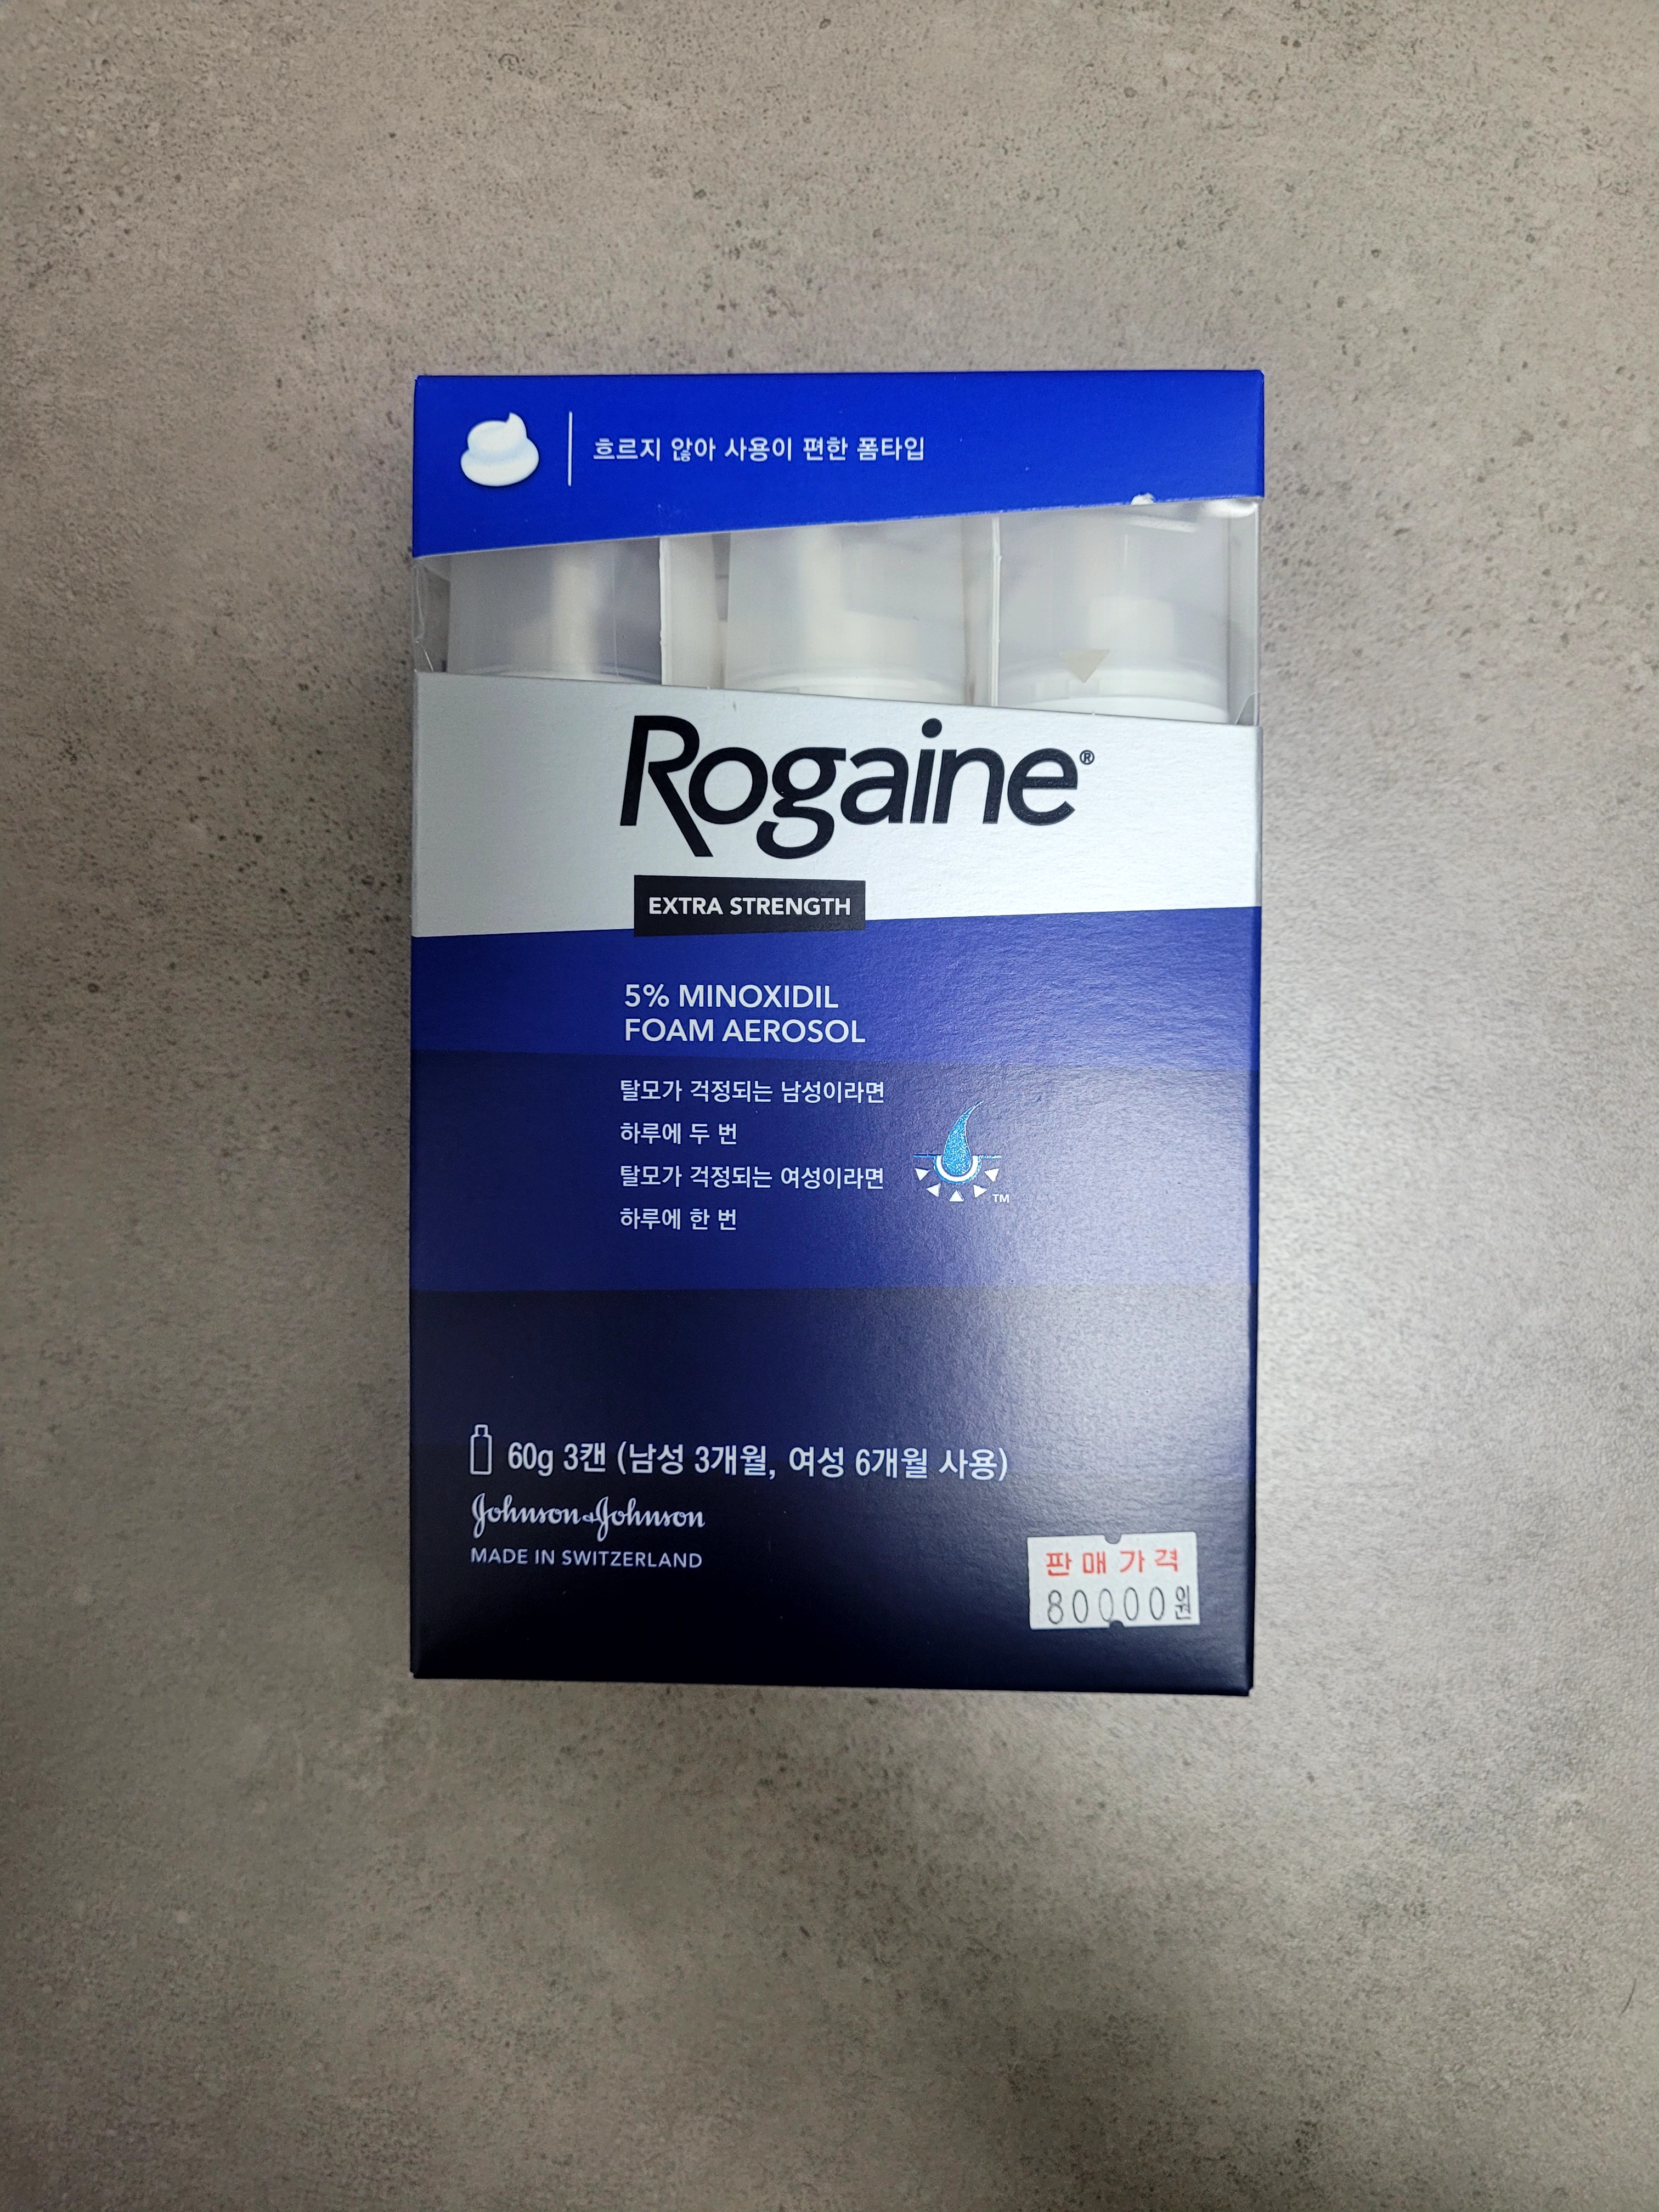 흐르지 않아 사용이 편한 폼타입
Rogaine®
EXTRA STRENGTH
5% MINOXIDIL
FOAM AEROSOL
탈모가 걱정되는 남성이라면
하루에 두 번
탈모가 걱정되는 여성이라면
하루에 한 번
TM
60g 3캔 (남성 3개월, 여성 6개월 사용)
Johnson & Johnson
MADE IN SWITZERLAND
판매가격
80000원